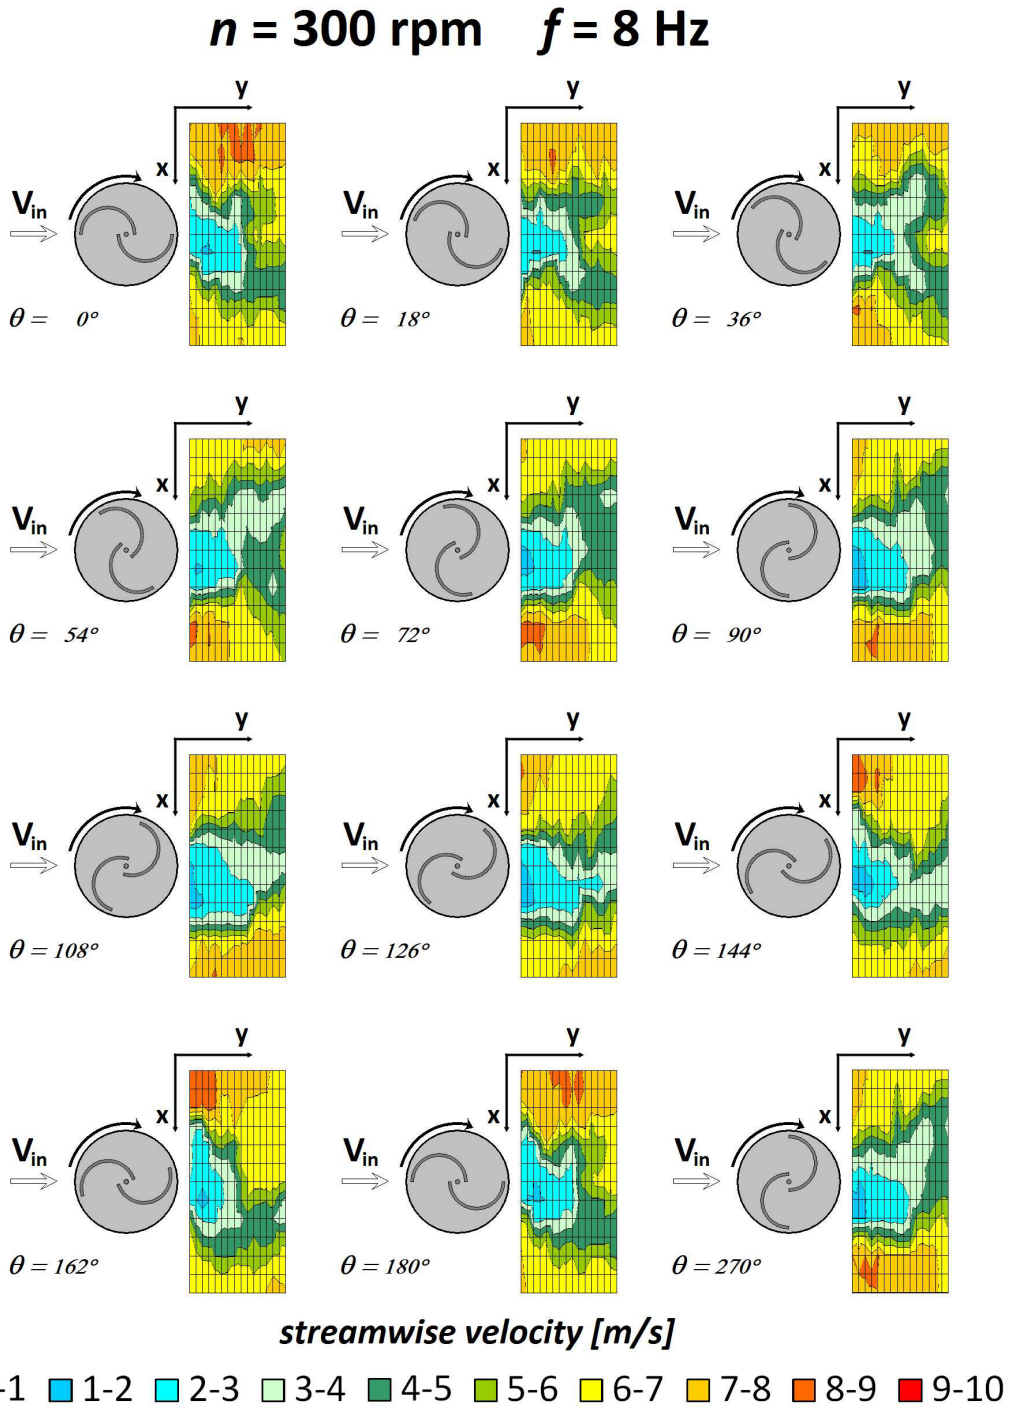 n = 300 rpm f = 8 Hz
y y y
x x x
Vin Vin Vin
θ = 0° θ = 18° θ = 36°
y y y
x x x
Vin Vin Vin
θ = 54° θ = 72° θ = 90°
y y y
x x x
Vin Vin Vin
θ = 108° θ = 126° θ = 144°
y y y
x x x
Vin Vin Vin
θ = 162° θ = 180° θ = 270°
streamwise velocity [m/s]
-1 1-2 2-3 3-4 4-5 5-6 6-7 7-8 8-9 9-10